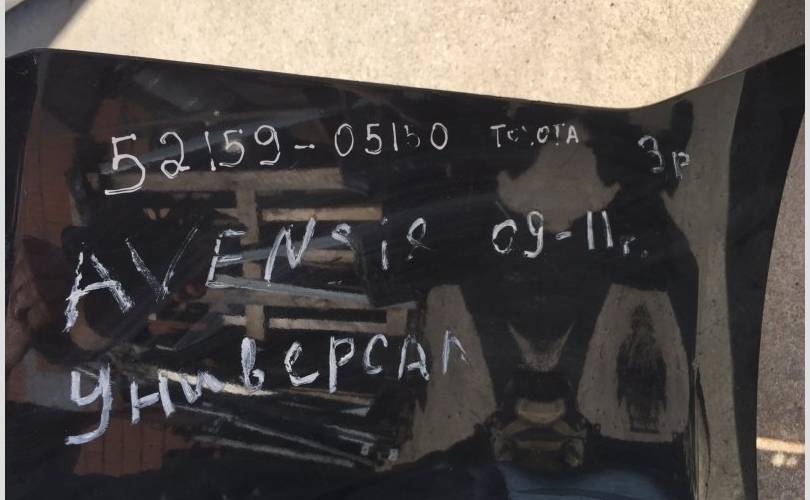 52159-05150 TOYOTA Зр
AVENSiS 09-11г.
Универсал